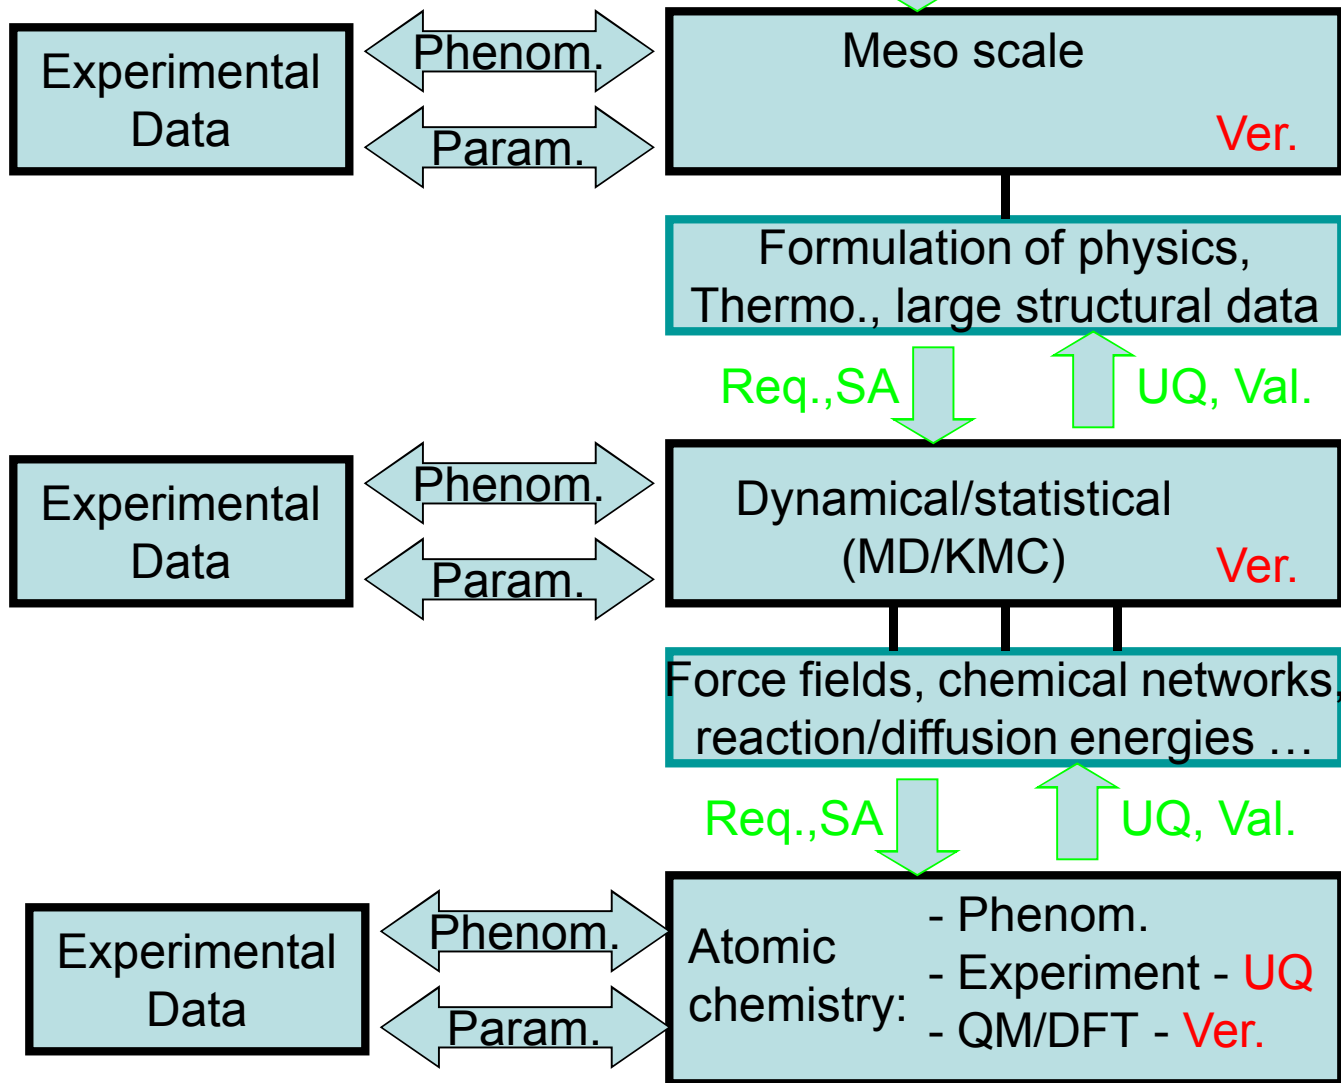 Experimental
Data
Phenom.
Param.
Meso scale
Ver.
Formulation of physics,
Thermo., large structural data
Req.,SA
UQ, Val.
Experimental
Data
Phenom.
Param.
Dynamical/statistical
(MD/KMC)
Ver.
Force fields, chemical networks,
reaction/diffusion energies …
Req.,SA
UQ, Val.
Experimental
Data
Phenom.
Param.
Atomic
chemistry:
- Phenom.
- Experiment - UQ
- QM/DFT - Ver.